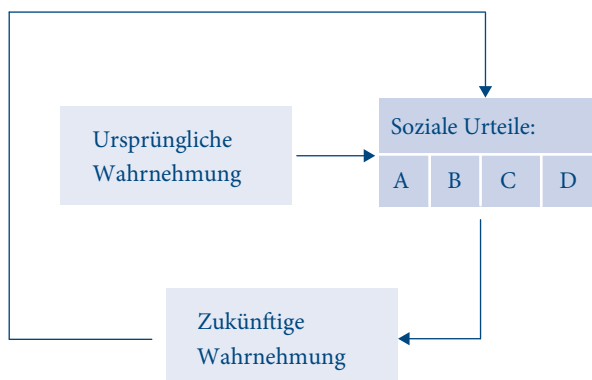 Ursprüngliche
Wahrnehmung
Soziale Urteile:
A B C D
Zukünftige
Wahrnehmung